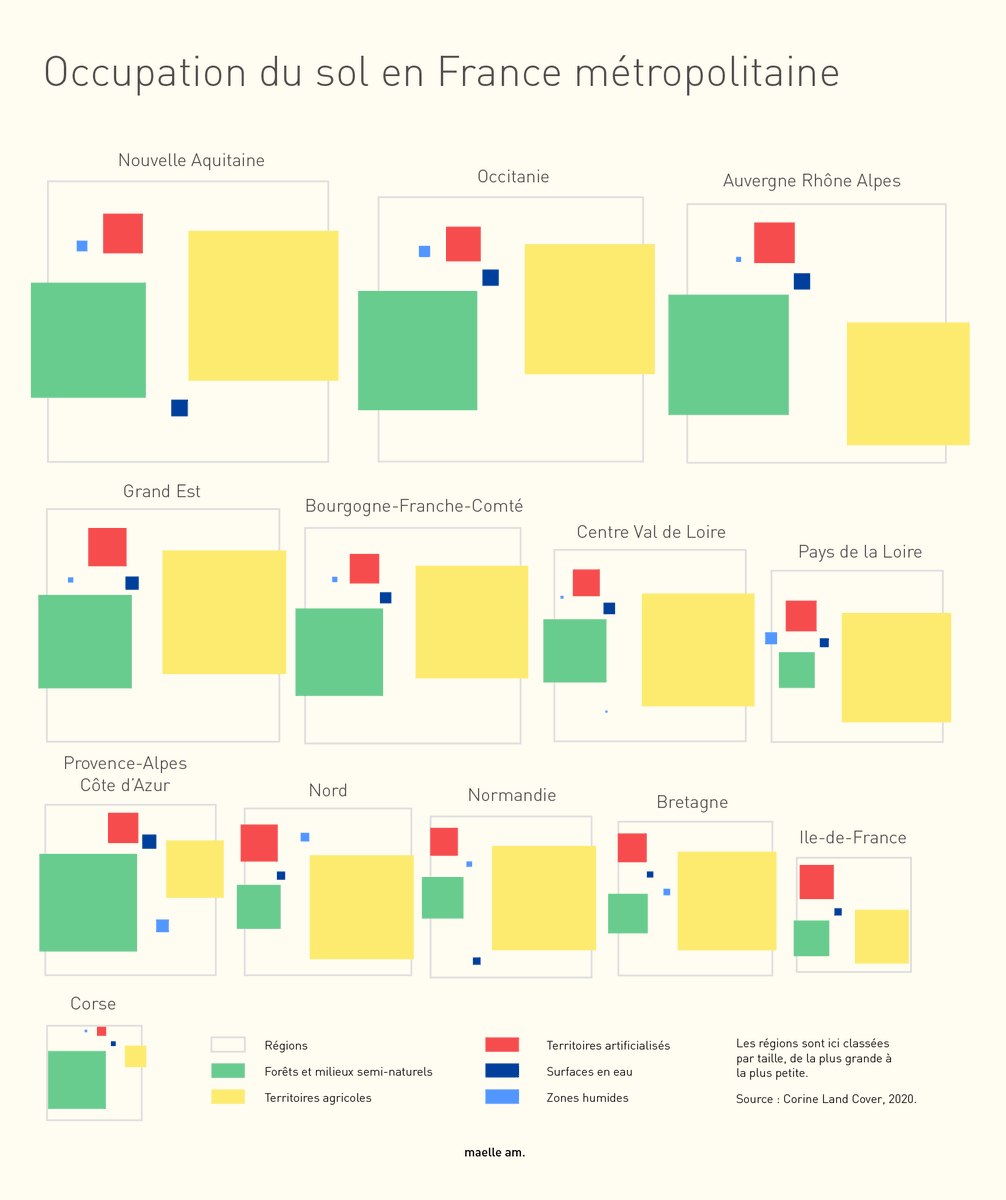 Occupation du sol en France métropolitaine
Nouvelle Aquitaine
Occitanie
Auvergne Rhône Alpes
Grand Est
Bourgogne-Franche-Comté
Centre Val de Loire
Pays de la Loire
Provence-Alpes
Côte d'Azur
Nord
Normandie
Bretagne
Ile-de-France
Corse
Régions
Forêts et milieux semi-naturels
Territoires agricoles
Territoires artificialisés
Surfaces en eau
Zones humides
Les régions sont ici classées
par taille, de la plus grande à
la plus petite.
Source : Corine Land Cover, 2020.
maelle am.